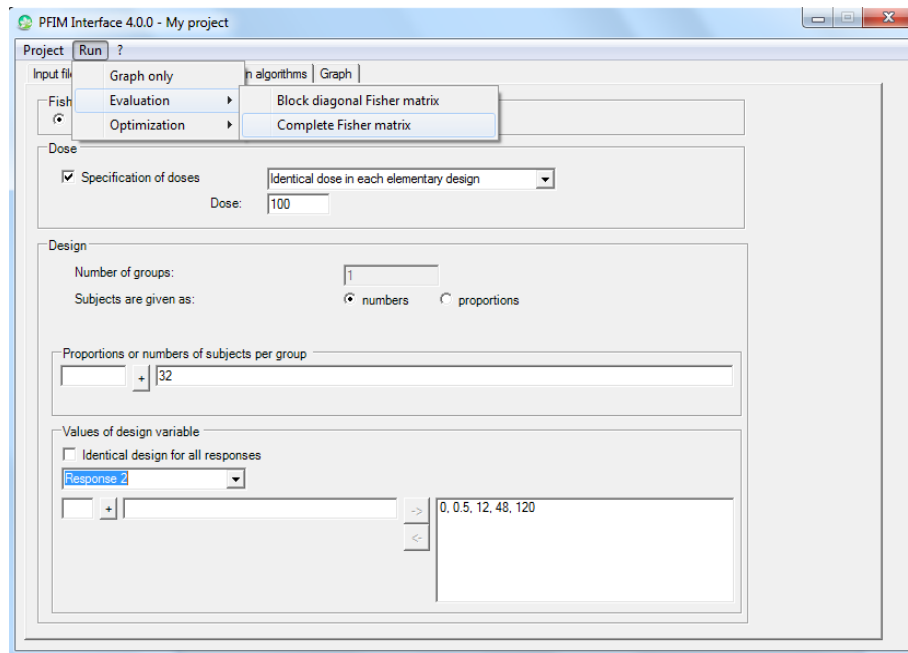 PFIM Interface 4.0.0 - My project
Project Run ?
Input file n algorithms Graph
Graph only
Fish Evaluation Block diagonal Fisher matrix
Optimization Complete Fisher matrix
Dose
Specification of doses Identical dose in each elementary design
Dose: 100
Design
Number of groups: 1
Subjects are given as: numbers proportions
Proportions or numbers of subjects per group
+ 32
Values of design variable
Identical design for all responses
Response 2
+ -> 0, 0.5, 12, 48, 120
<-